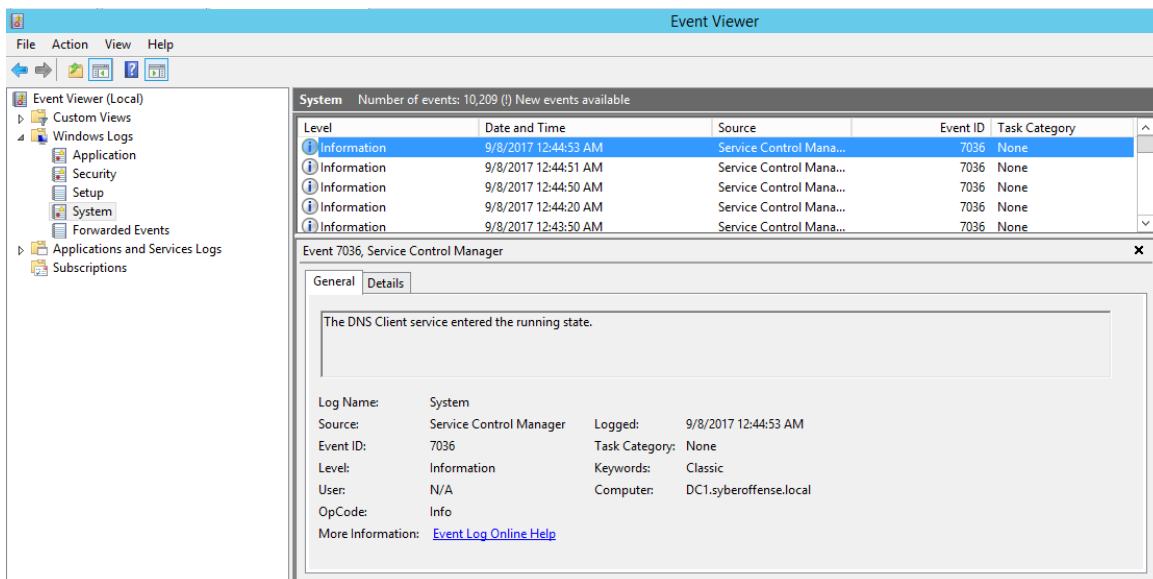 Event Viewer
File Action View Help
Event Viewer (Local)
Custom Views
Windows Logs
Application
Security
Setup
System
Forwarded Events
Applications and Services Logs
Subscriptions
System Number of events: 10,209 (!) New events available
Level Date and Time Source Event ID Task Category
Information 9/8/2017 12:44:53 AM Service Control Mana... 7036 None
Information 9/8/2017 12:44:51 AM Service Control Mana... 7036 None
Information 9/8/2017 12:44:50 AM Service Control Mana... 7036 None
Information 9/8/2017 12:44:20 AM Service Control Mana... 7036 None
Information 9/8/2017 12:43:50 AM Service Control Mana... 7036 None
Event 7036, Service Control Manager
General Details
The DNS Client service entered the running state.
Log Name: System
Source: Service Control Manager Logged: 9/8/2017 12:44:53 AM
Event ID: 7036 Task Category: None
Level: Information Keywords: Classic
User: N/A Computer: DC1.syberoffense.local
OpCode: Info
More Information: Event Log Online Help